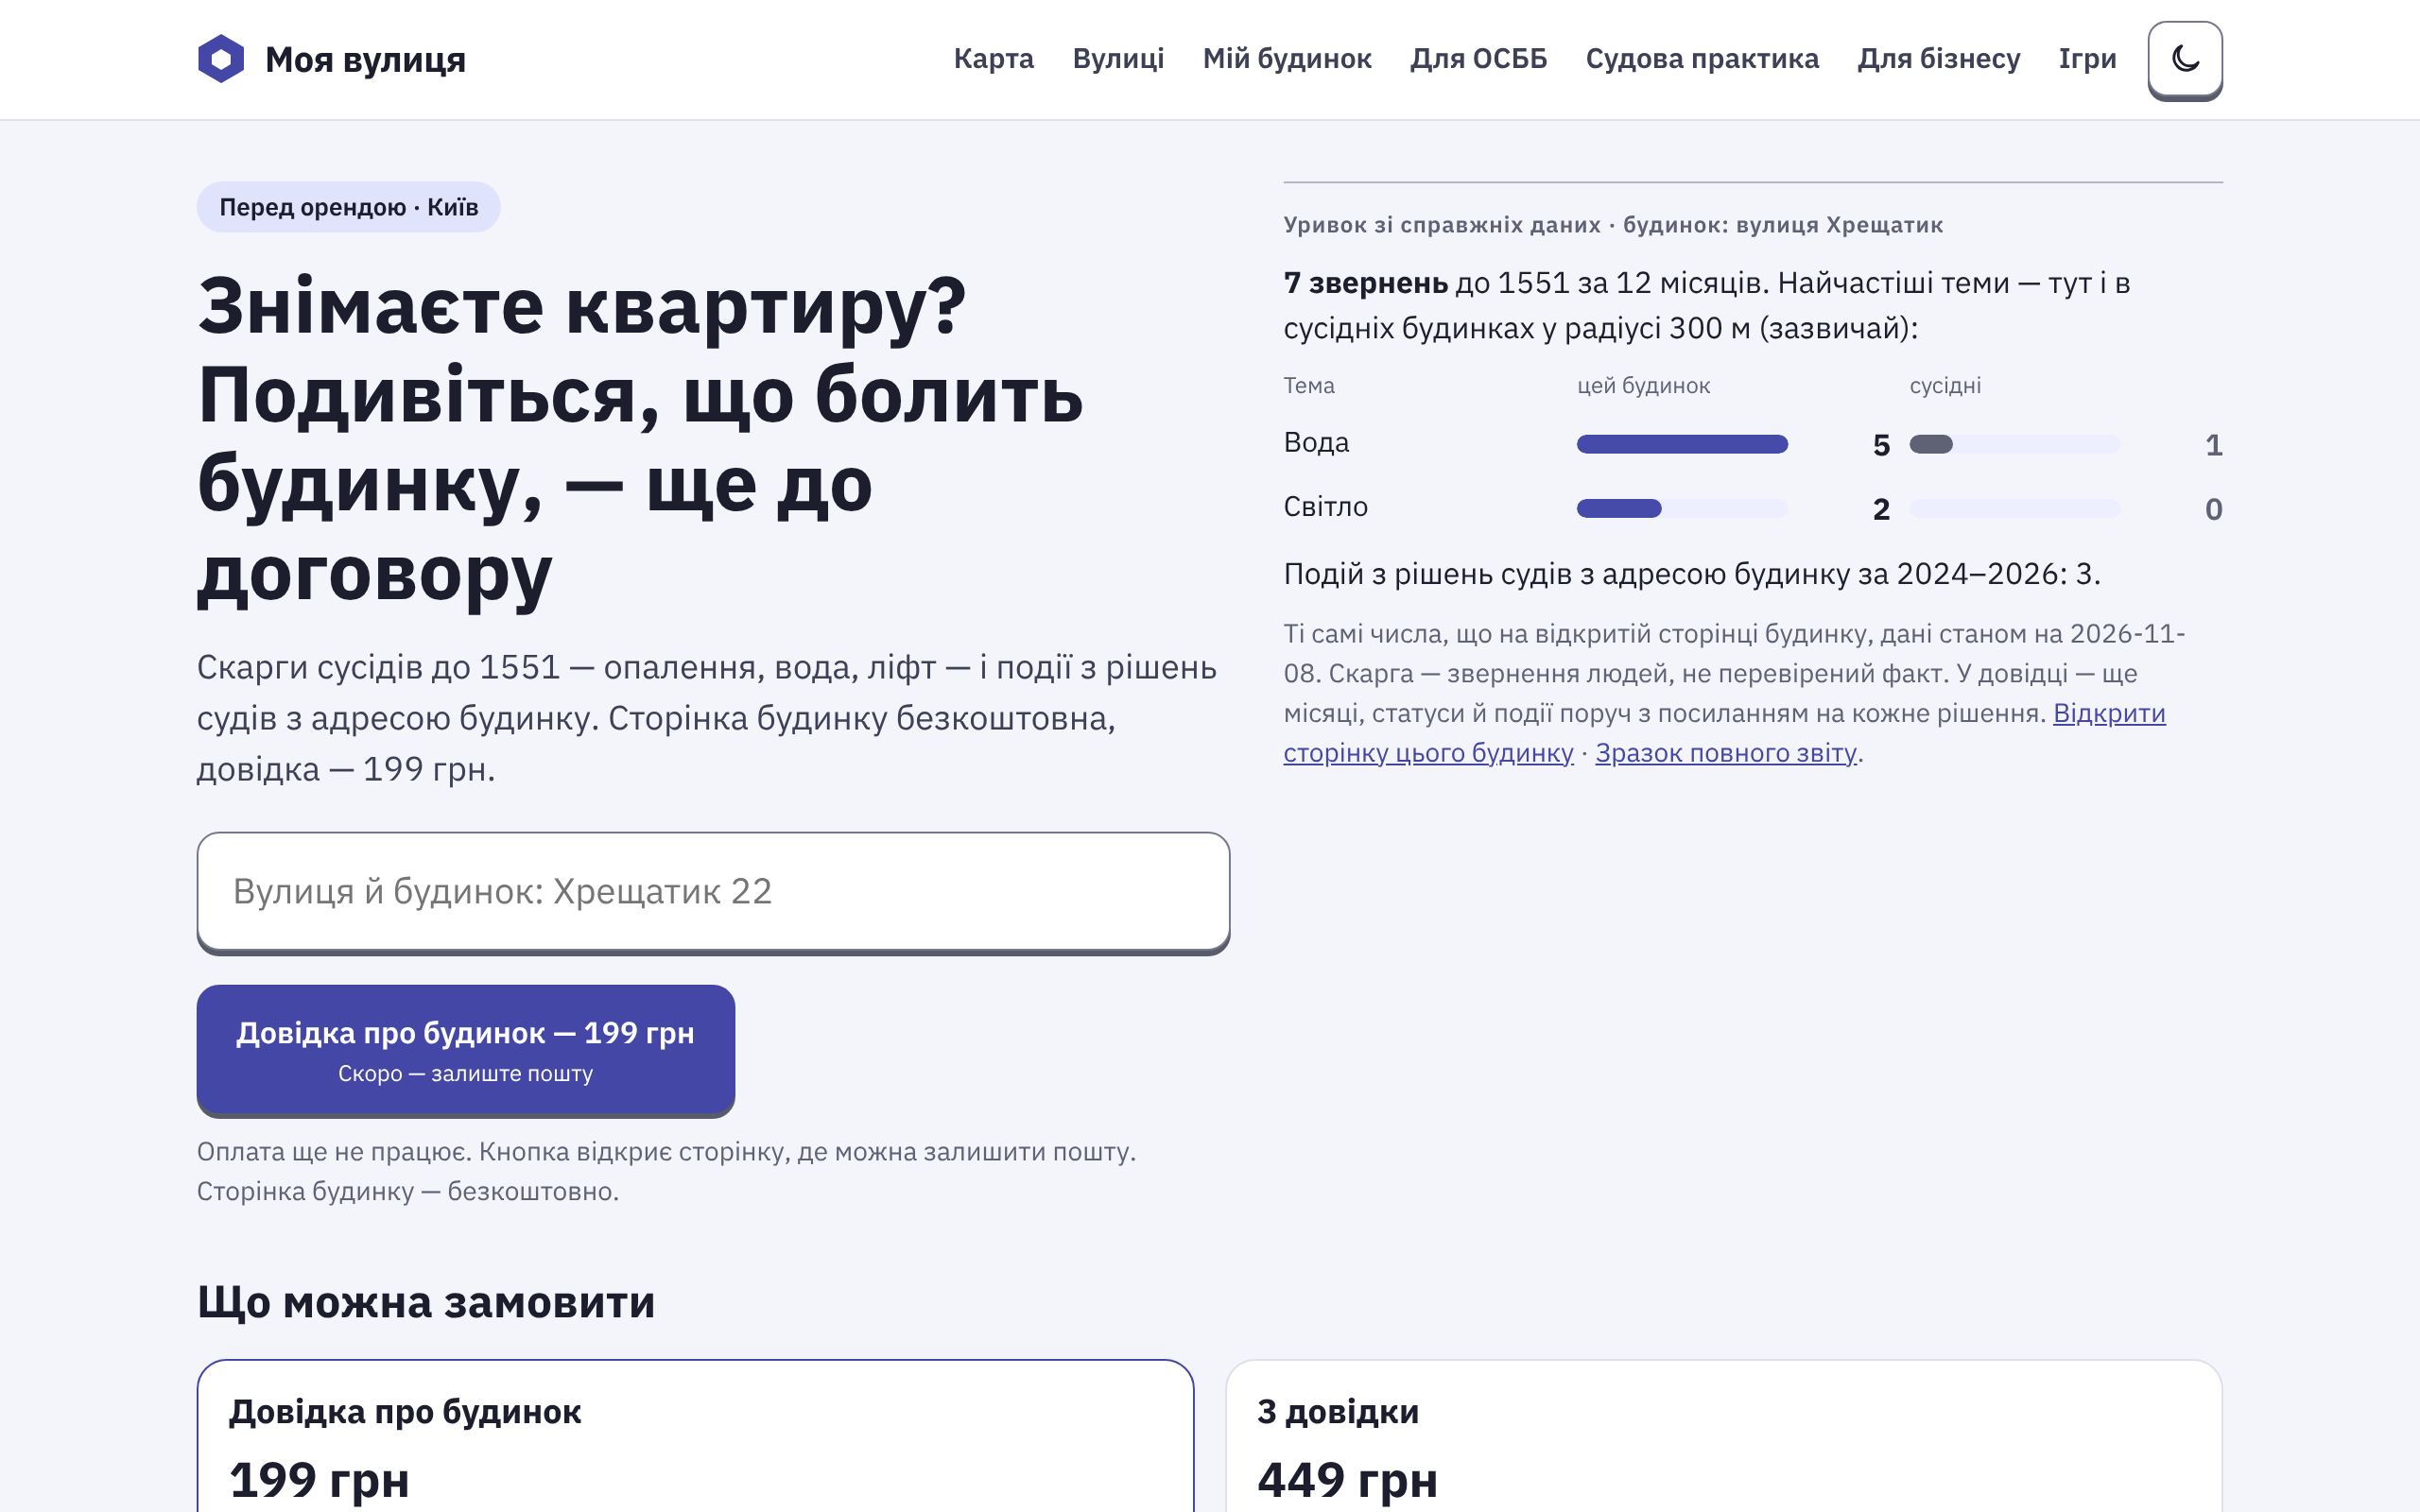 Моя вулиця
Карта Вулиці Мій будинок Для ОСББ Судова практика Для бізнесу Ігри
Перед орендою · Київ
Знімаєте квартиру?
Подивіться, що болить
будинку, — ще до
договору
Скарги сусідів до 1551 — опалення, вода, ліфт — і події з рішень
судів з адресою будинку. Сторінка будинку безкоштовна,
довідка — 199 грн.
Вулиця й будинок: Хрещатик 22
Довідка про будинок — 199 грн
Скоро — залиште пошту
Оплата ще не працює. Кнопка відкриє сторінку, де можна залишити пошту.
Сторінка будинку — безкоштовно.
Уривок зі справжніх даних · будинок: вулиця Хрещатик
7 звернень до 1551 за 12 місяців. Найчастіші теми — тут і в
сусідніх будинках у радіусі 300 м (зазвичай):
Тема цей будинок сусідні
Вода 5 1
Світло 2 0
Подій з рішень судів з адресою будинку за 2024–2026: 3.
Ті самі числа, що на відкритій сторінці будинку, дані станом на 2026-11-
08. Скарга — звернення людей, не перевірений факт. У довідці — ще
місяці, статуси й події поруч з посиланням на кожне рішення. Відкрити
сторінку цього будинку · Зразок повного звіту.
Що можна замовити
Довідка про будинок
199 грн
3 довідки
449 грн